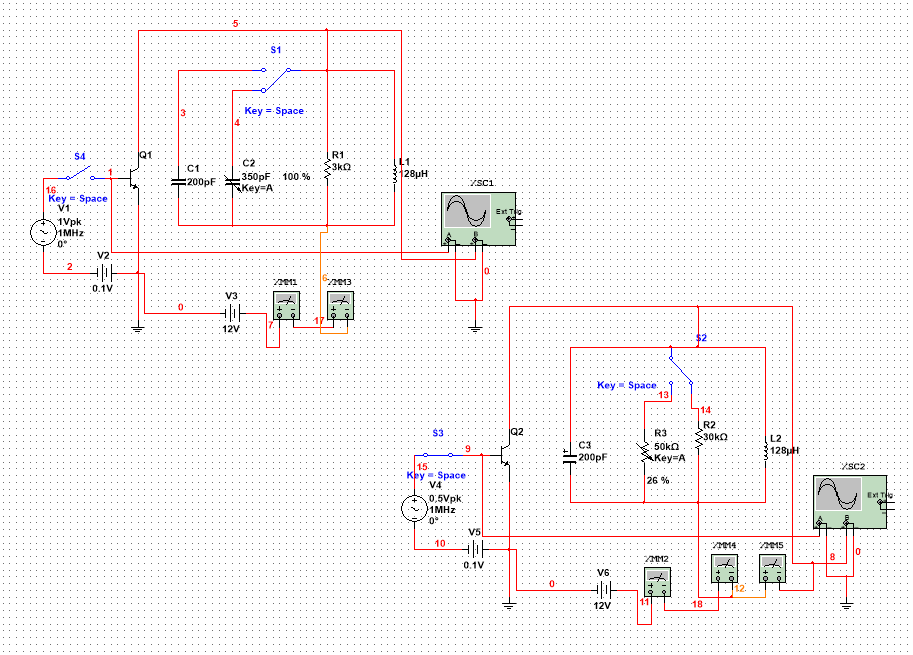 5
S1
Key = Space
3
4
S4
Q1
1
C1
200pF
C2
350pF
Key=A
100 %
R1
3kΩ
L1
128µH
XSC1
Ext Trig
A
B
16
Key = Space
V1
1Vpk
1MHz
0°
2
V2
0.1V
0
V3
12V
XMM1
XMM3
6
7
17
0
S2
Key = Space
13
14
S3
9
Q2
15
Key = Space
V4
0.5Vpk
1MHz
0°
C3
200pF
R3
50kΩ
Key=A
26 %
R2
30kΩ
L2
128µH
XSC2
Ext Trig
A
B
10
V5
0.1V
0
V6
12V
XMM2
XMM4
XMM5
11
18
12
8
0